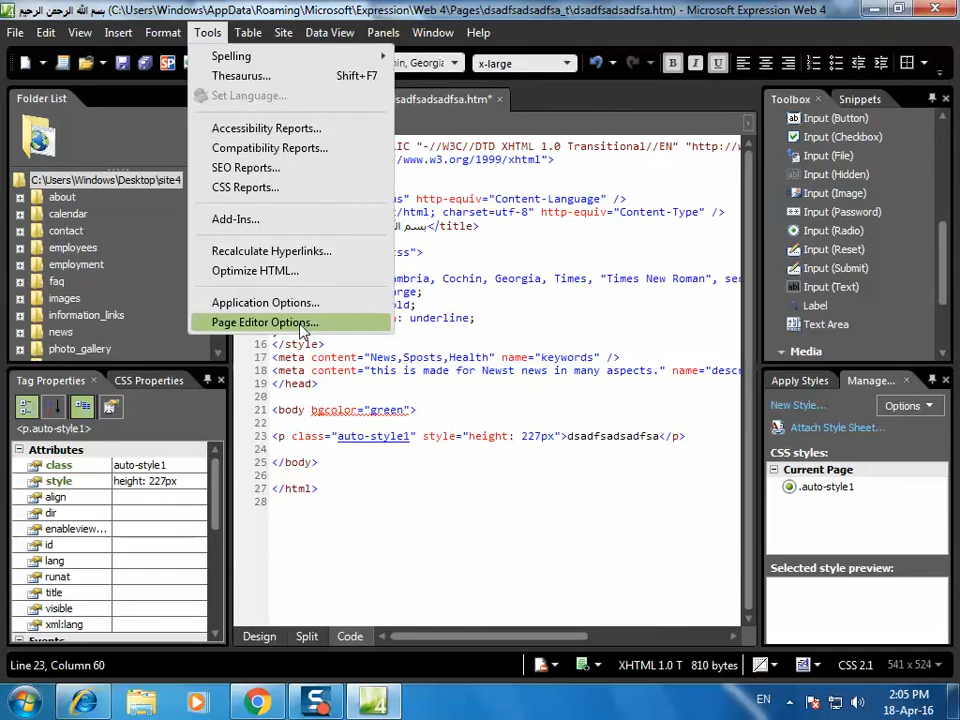 بسم الله الرحمن الرحيم (C:\Users\Windows\AppData\Roaming\Microsoft\Expression\Web 4\Pages\dsadfsadsadfsa_t\dsadfsadsadfsa.htm) - Microsoft Expression Web 4
File Edit View Insert Format Tools Table Site Data View Panels Window Help
Spelling
Thesaurus... Shift+F7
Set Language...
Accessibility Reports...
Compatibility Reports...
SEO Reports...
CSS Reports...
Add-Ins...
Recalculate Hyperlinks...
Optimize HTML...
Application Options...
Page Editor Options...
in, Georgia x-large B I U
Folder List
C:\Users\Windows\Desktop\site4
about
calendar
contact
employees
employment
faq
images
information_links
news
photo_gallery
dsadfsadsadfsa.htm*
LIC "-//W3C//DTD XHTML 1.0 Transitional//EN" "http://w
/www.w3.org/1999/xhtml">
us" http-equiv="Content-Language" />
/html; charset=utf-8" http-equiv="Content-Type" />
</title>بسم ال
css">
ambria, Cochin, Georgia, Times, "Times New Roman", ser
arge;
old;
n: underline;
16 </style>
17 <meta content="News,Sposts,Health" name="keywords" />
18 <meta content="this is made for Newst news in many aspects." name="descr
19 </head>
20
21 <body bgcolor="green">
22
23 <p class="auto-style1" style="height: 227px">dsadfsadsadfsa</p>
24
25 </body>
26
27 </html>
28
Design Split Code
Toolbox Snippets
Input (Button)
Input (Checkbox)
Input (File)
Input (Hidden)
Input (Image)
Input (Password)
Input (Radio)
Input (Reset)
Input (Submit)
Input (Text)
Label
Text Area
Media
Tag Properties CSS Properties
<p.auto-style1>
Attributes
class auto-style1
style height: 227px
align
dir
enableview...
id
lang
runat
title
visible
xml:lang
Events
Apply Styles Manage...
New Style... Options
Attach Style Sheet...
CSS styles:
Current Page
.auto-style1
Selected style preview:
Line 23, Column 60 XHTML 1.0 T 810 bytes CSS 2.1 541 x 524
EN 2:05 PM
18-Apr-16